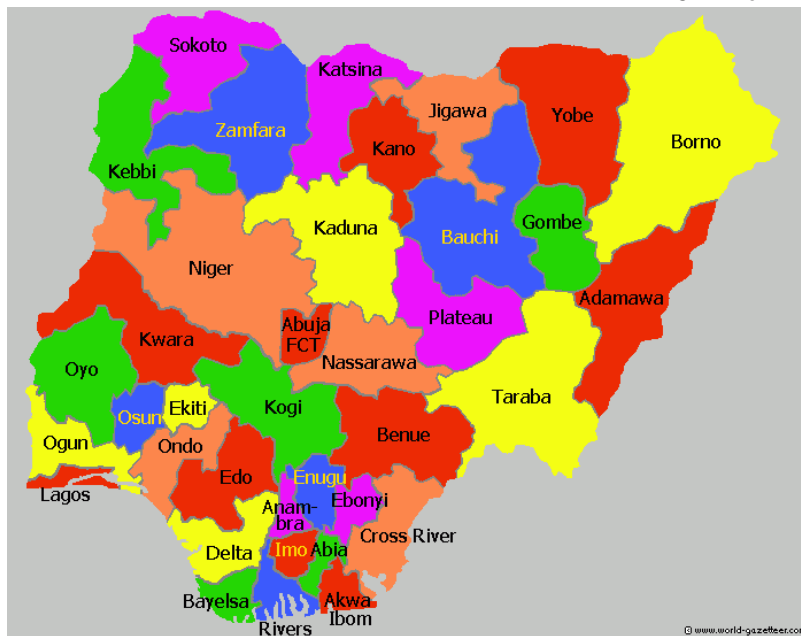 Sokoto
Katsina
Jigawa
Yobe
Zamfara
Kano
Borno
Kebbi
Kaduna
Gombe
Bauchi
Niger
Adamawa
Abuja
FCT
Plateau
Kwara
Nassarawa
Oyo
Taraba
Osun
Ekiti
Kogi
Benue
Ogun
Ondo
Edo
Enugu
Lagos
Anam-
bra
Ebonyi
Cross River
Delta
Imo
Abia
Bayelsa
Akwa
Ibom
Rivers
© www.world-gazetteer.com